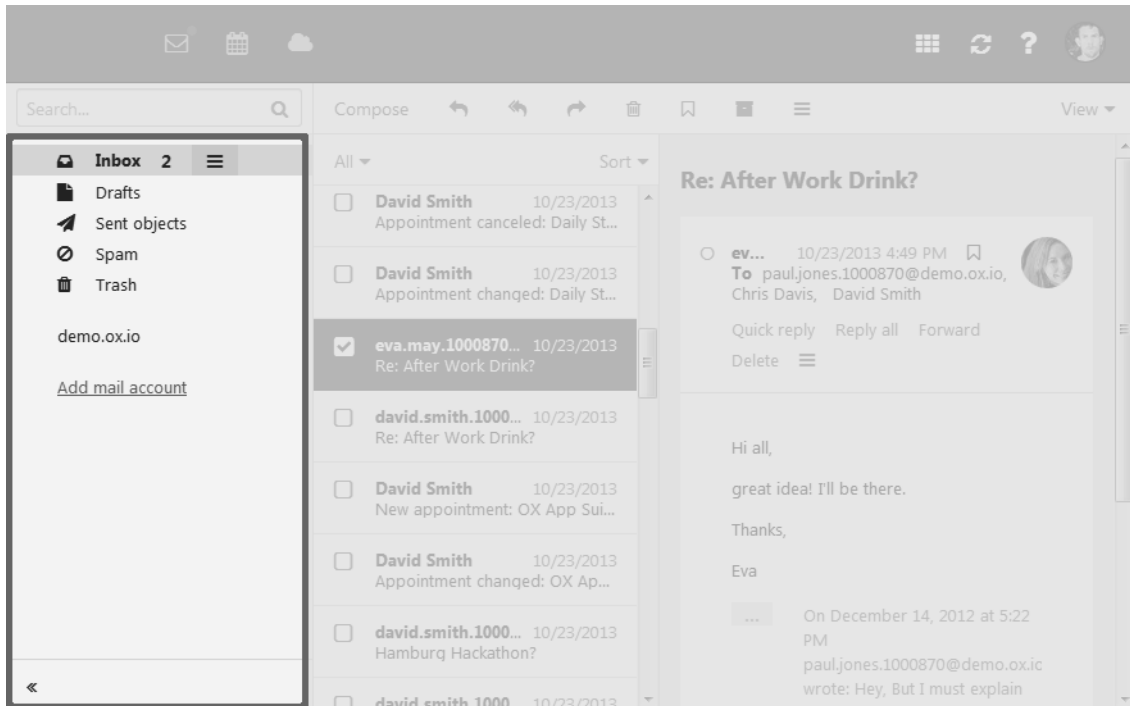 Search...
Compose
View
Inbox 2
Drafts
Sent objects
Spam
Trash
demo.ox.io
Add mail account
All Sort
David Smith 10/23/2013
Appointment canceled: Daily St...
David Smith 10/23/2013
Appointment changed: Daily St...
eva.may.1000870... 10/23/2013
Re: After Work Drink?
david.smith.1000... 10/23/2013
Re: After Work Drink?
David Smith 10/23/2013
New appointment: OX App Sui...
David Smith 10/23/2013
Appointment changed: OX Ap...
david.smith.1000... 10/23/2013
Hamburg Hackathon?
david.smith.1000... 10/23/2013
Re: After Work Drink?
ev... 10/23/2013 4:49 PM
To paul.jones.1000870@demo.ox.io,
Chris Davis, David Smith
Quick reply Reply all Forward
Delete
Hi all,
great idea! I'll be there.
Thanks,
Eva
...
On December 14, 2012 at 5:22
PM
paul.jones.1000870@demo.ox.io
wrote: Hey, But I must explain